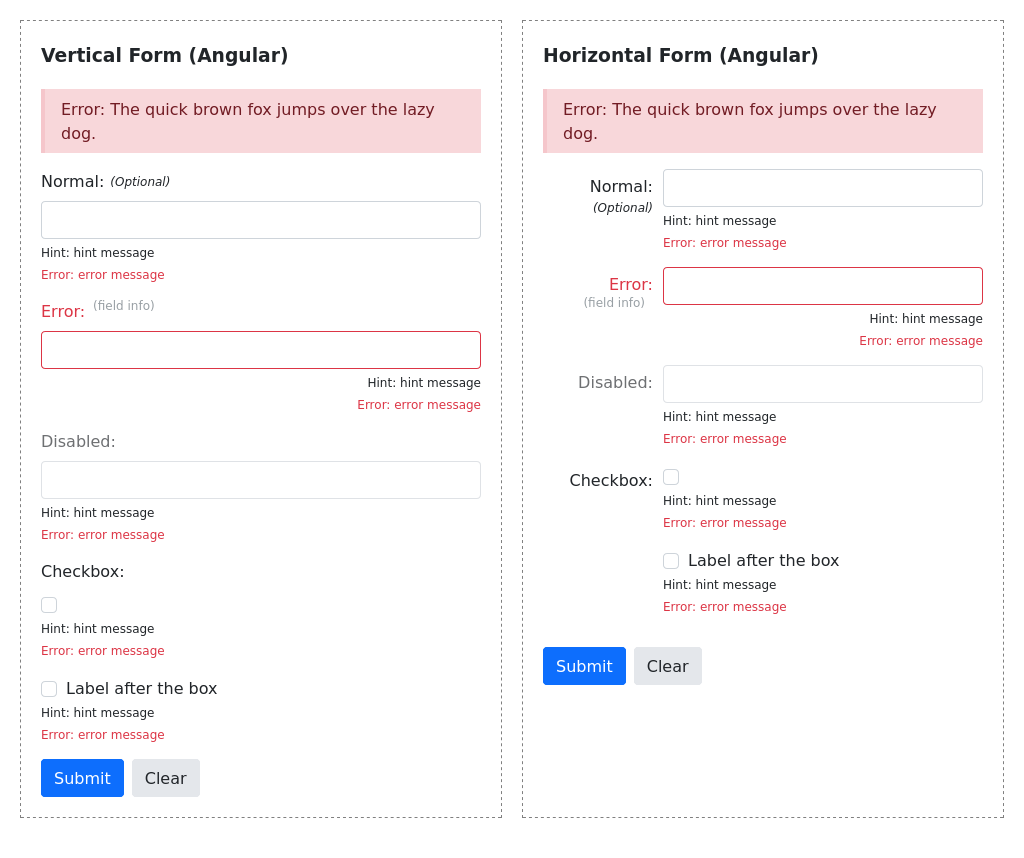 Vertical Form (Angular)
Error: The quick brown fox jumps over the lazy
dog.
Normal: (Optional)
Hint: hint message
Error: error message
Error: (field info)
Hint: hint message
Error: error message
Disabled:
Hint: hint message
Error: error message
Checkbox:
Hint: hint message
Error: error message
Label after the box
Hint: hint message
Error: error message
Submit Clear
Horizontal Form (Angular)
Error: The quick brown fox jumps over the lazy
dog.
Normal:
(Optional)
Hint: hint message
Error: error message
Error:
(field info)
Hint: hint message
Error: error message
Disabled:
Hint: hint message
Error: error message
Checkbox:
Hint: hint message
Error: error message
Label after the box
Hint: hint message
Error: error message
Submit Clear